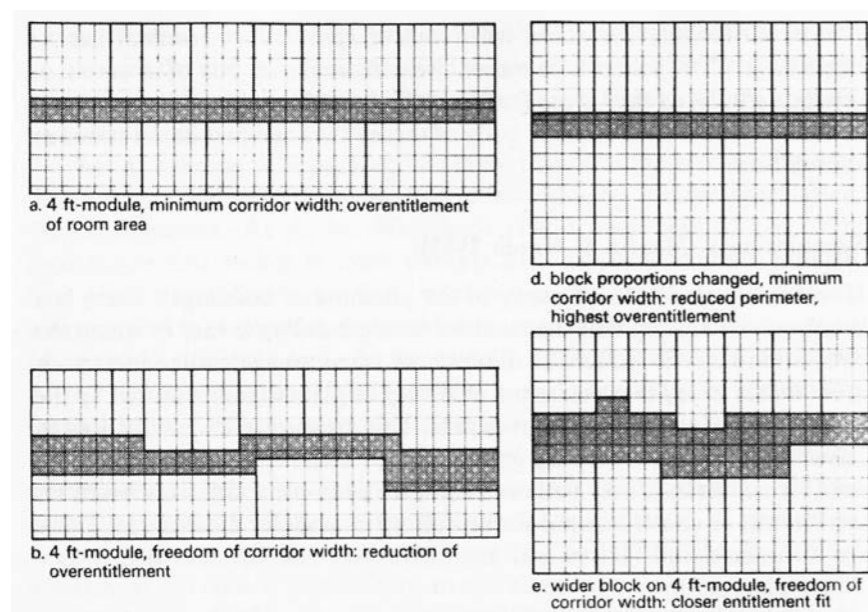 a. 4 ft-module, minimum corridor width: overentitlement
of room area
b. 4 ft-module, freedom of corridor width: reduction of
overentitlement
d. block proportions changed, minimum
corridor width: reduced perimeter,
highest overentitlement
e. wider block on 4 ft-module, freedom of
corridor width: closer entitlement fit